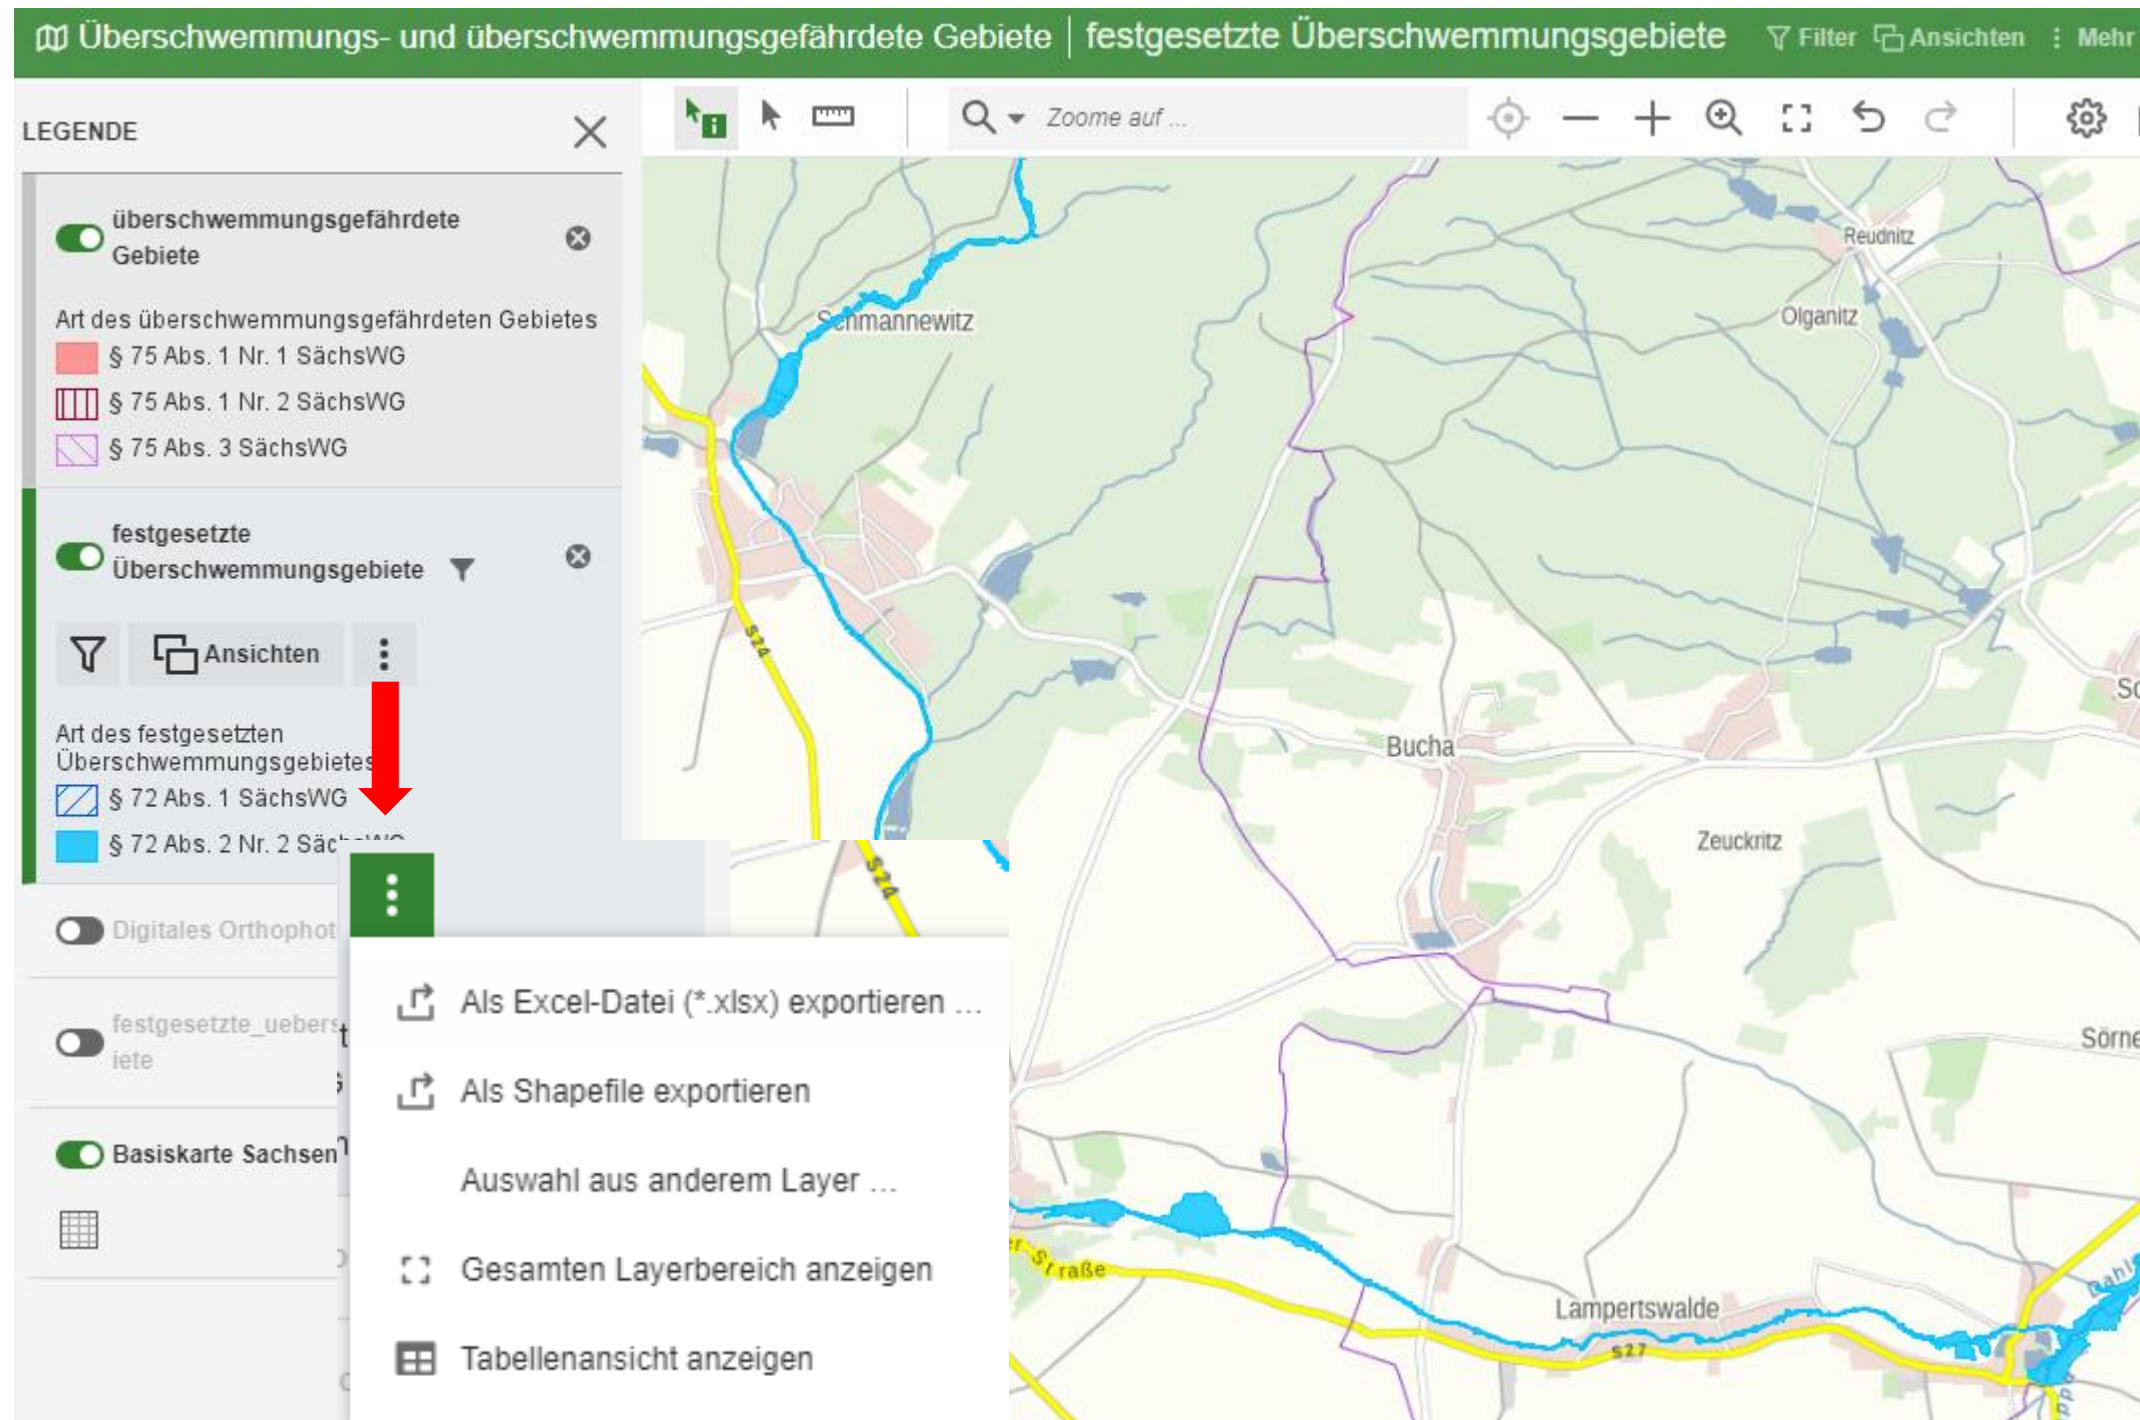 Überschwemmungs- und überschwemmungsgefährdete Gebiete | festgesetzte Überschwemmungsgebiete Filter Ansichten Mehr
LEGENDE
Zoome auf ...
überschwemmungsgefährdete
Gebiete
Art des überschwemmungsgefährdeten Gebietes
§ 75 Abs. 1 Nr. 1 SächsWG
§ 75 Abs. 1 Nr. 2 SächsWG
§ 75 Abs. 3 SächsWG
festgesetzte
Überschwemmungsgebiete
Ansichten
Art des festgesetzten
Überschwemmungsgebietes
§ 72 Abs. 1 SächsWG
§ 72 Abs. 2 Nr. 2
Digitales
Basiskarte Sachsen
Als Excel-Datei (*.xlsx) exportieren ...
Als Shapefile exportieren
Auswahl aus anderem Layer ...
Gesamten Layerbereich anzeigen
Tabellenansicht anzeigen
Reudnitz
Olganitz
Schmannewitz
S24
Bucha
Zeuckritz
S24
Straße
Lampertswalde
S27